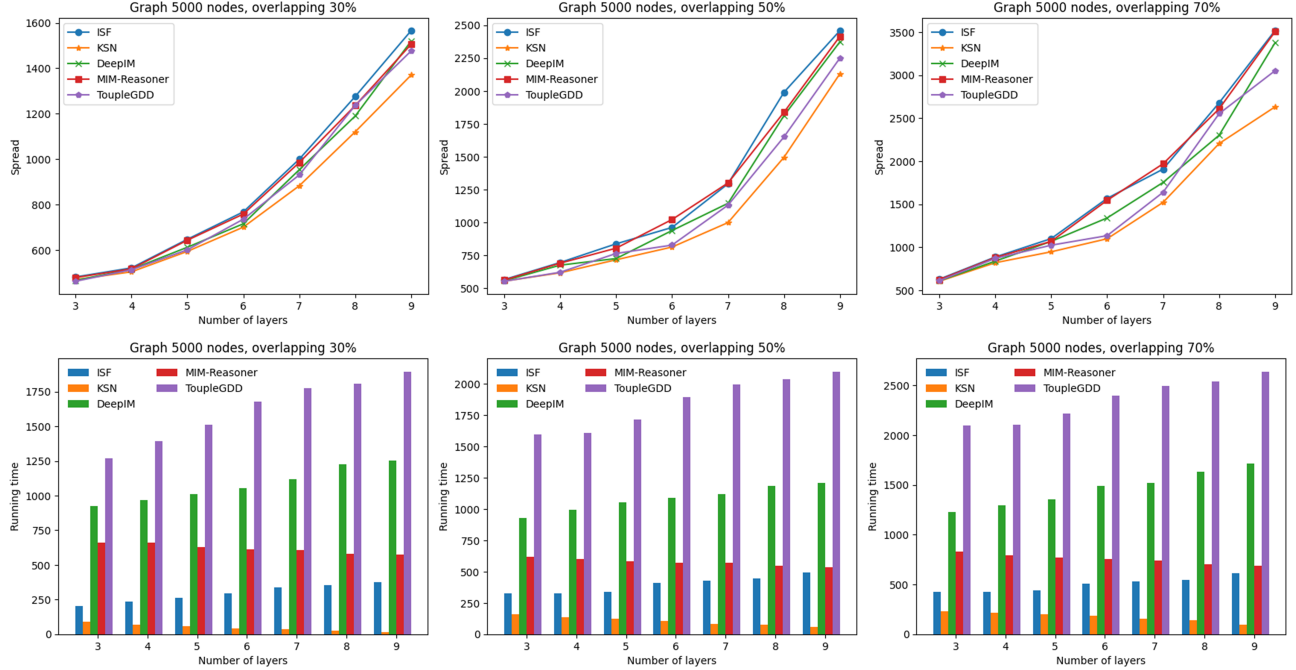 Graph 5000 nodes, overlapping 30%
Spread
1600
1400
1200
1000
800
600
ISF
KSN
DeepIM
MIM-Reasoner
ToupleGDD
3 4 5 6 7 8 9
Number of layers
Graph 5000 nodes, overlapping 50%
Spread
2500
2250
2000
1750
1500
1250
1000
750
500
ISF
KSN
DeepIM
MIM-Reasoner
ToupleGDD
3 4 5 6 7 8 9
Number of layers
Graph 5000 nodes, overlapping 70%
Spread
3500
3000
2500
2000
1500
1000
500
ISF
KSN
DeepIM
MIM-Reasoner
ToupleGDD
3 4 5 6 7 8 9
Number of layers
Graph 5000 nodes, overlapping 30%
Running time
1750
1500
1250
1000
750
500
250
0
ISF
KSN
DeepIM
MIM-Reasoner
ToupleGDD
3 4 5 6 7 8 9
Number of layers
Graph 5000 nodes, overlapping 50%
Running time
2000
1750
1500
1250
1000
750
500
250
0
ISF
KSN
DeepIM
MIM-Reasoner
ToupleGDD
3 4 5 6 7 8 9
Number of layers
Graph 5000 nodes, overlapping 70%
Running time
2500
2000
1500
1000
500
0
ISF
KSN
DeepIM
MIM-Reasoner
ToupleGDD
3 4 5 6 7 8 9
Number of layers